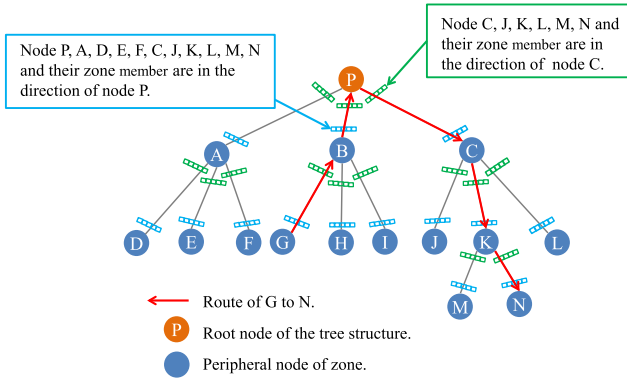 Node P, A, D, E, F, C, J, K, L, M, N
and their zone member are in the
direction of node P.
Node C, J, K, L, M, N and
their zone member are in
the direction of node C.
P
A
B
C
D
E
F
G
H
I
J
K
L
M
N
Route of G to N.
P
Root node of the tree structure.
Peripheral node of zone.